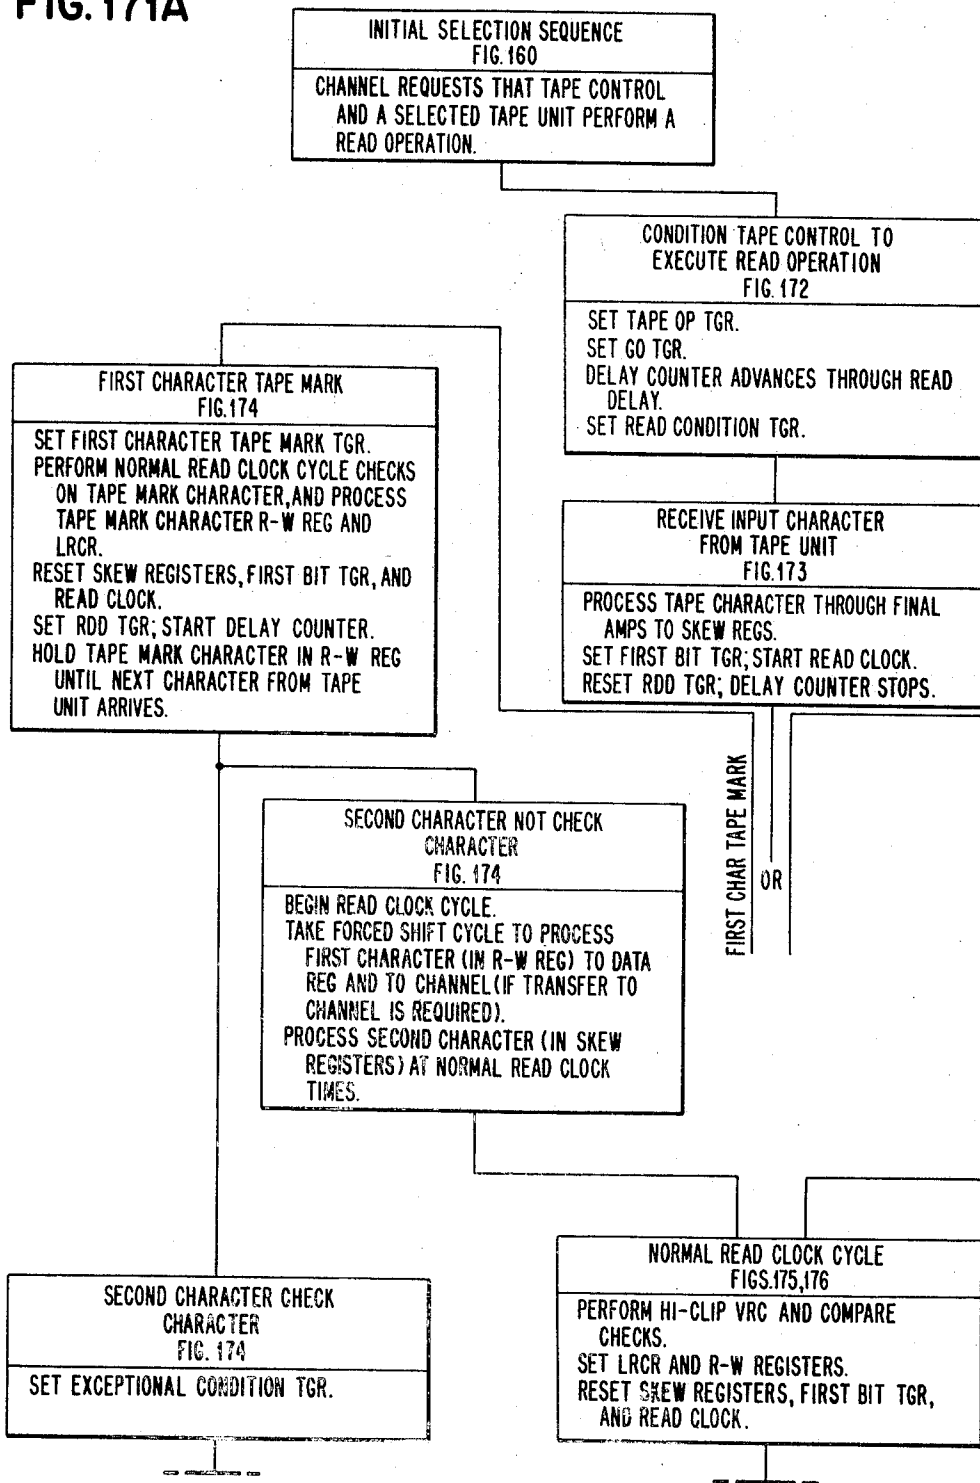 FIG. 171A
INITIAL SELECTION SEQUENCE
FIG. 160
CHANNEL REQUESTS THAT TAPE CONTROL
AND A SELECTED TAPE UNIT PERFORM A
READ OPERATION.
CONDITION TAPE CONTROL TO
EXECUTE READ OPERATION
FIG. 172
SET TAPE OP TGR.
SET GO TGR.
DELAY COUNTER ADVANCES THROUGH READ
DELAY.
SET READ CONDITION TGR.
FIRST CHARACTER TAPE MARK
FIG.174
SET FIRST CHARACTER TAPE MARK TGR.
PERFORM NORMAL READ CLOCK CYCLE CHECKS
ON TAPE MARK CHARACTER, AND PROCESS
TAPE MARK CHARACTER R-W REG AND
LRCR.
RESET SKEW REGISTERS, FIRST BIT TGR, AND
READ CLOCK.
SET RDD TGR; START DELAY COUNTER.
HOLD TAPE MARK CHARACTER IN R-W REG
UNTIL NEXT CHARACTER FROM TAPE
UNIT ARRIVES.
RECEIVE INPUT CHARACTER
FROM TAPE UNIT
FIG.173
PROCESS TAPE CHARACTER THROUGH FINAL
AMPS TO SKEW REGS.
SET FIRST BIT TGR; START READ CLOCK.
RESET RDD TGR; DELAY COUNTER STOPS.
FIRST CHAR TAPE MARK
OR
SECOND CHARACTER NOT CHECK
CHARACTER
FIG. 174
BEGIN READ CLOCK CYCLE.
TAKE FORCED SHIFT CYCLE TO PROCESS
FIRST CHARACTER (IN R-W REG) TO DATA
REG AND TO CHANNEL (IF TRANSFER TO
CHANNEL IS REQUIRED).
PROCESS SECOND CHARACTER (IN SKEW
REGISTERS) AT NORMAL READ CLOCK
TIMES.
SECOND CHARACTER CHECK
CHARACTER
FIG. 174
SET EXCEPTIONAL CONDITION TGR.
NORMAL READ CLOCK CYCLE
FIGS.175,176
PERFORM HI-CLIP VRC AND COMPARE
CHECKS.
SET LRCR AND R-W REGISTERS.
RESET SKEW REGISTERS, FIRST BIT TGR,
AND READ CLOCK.